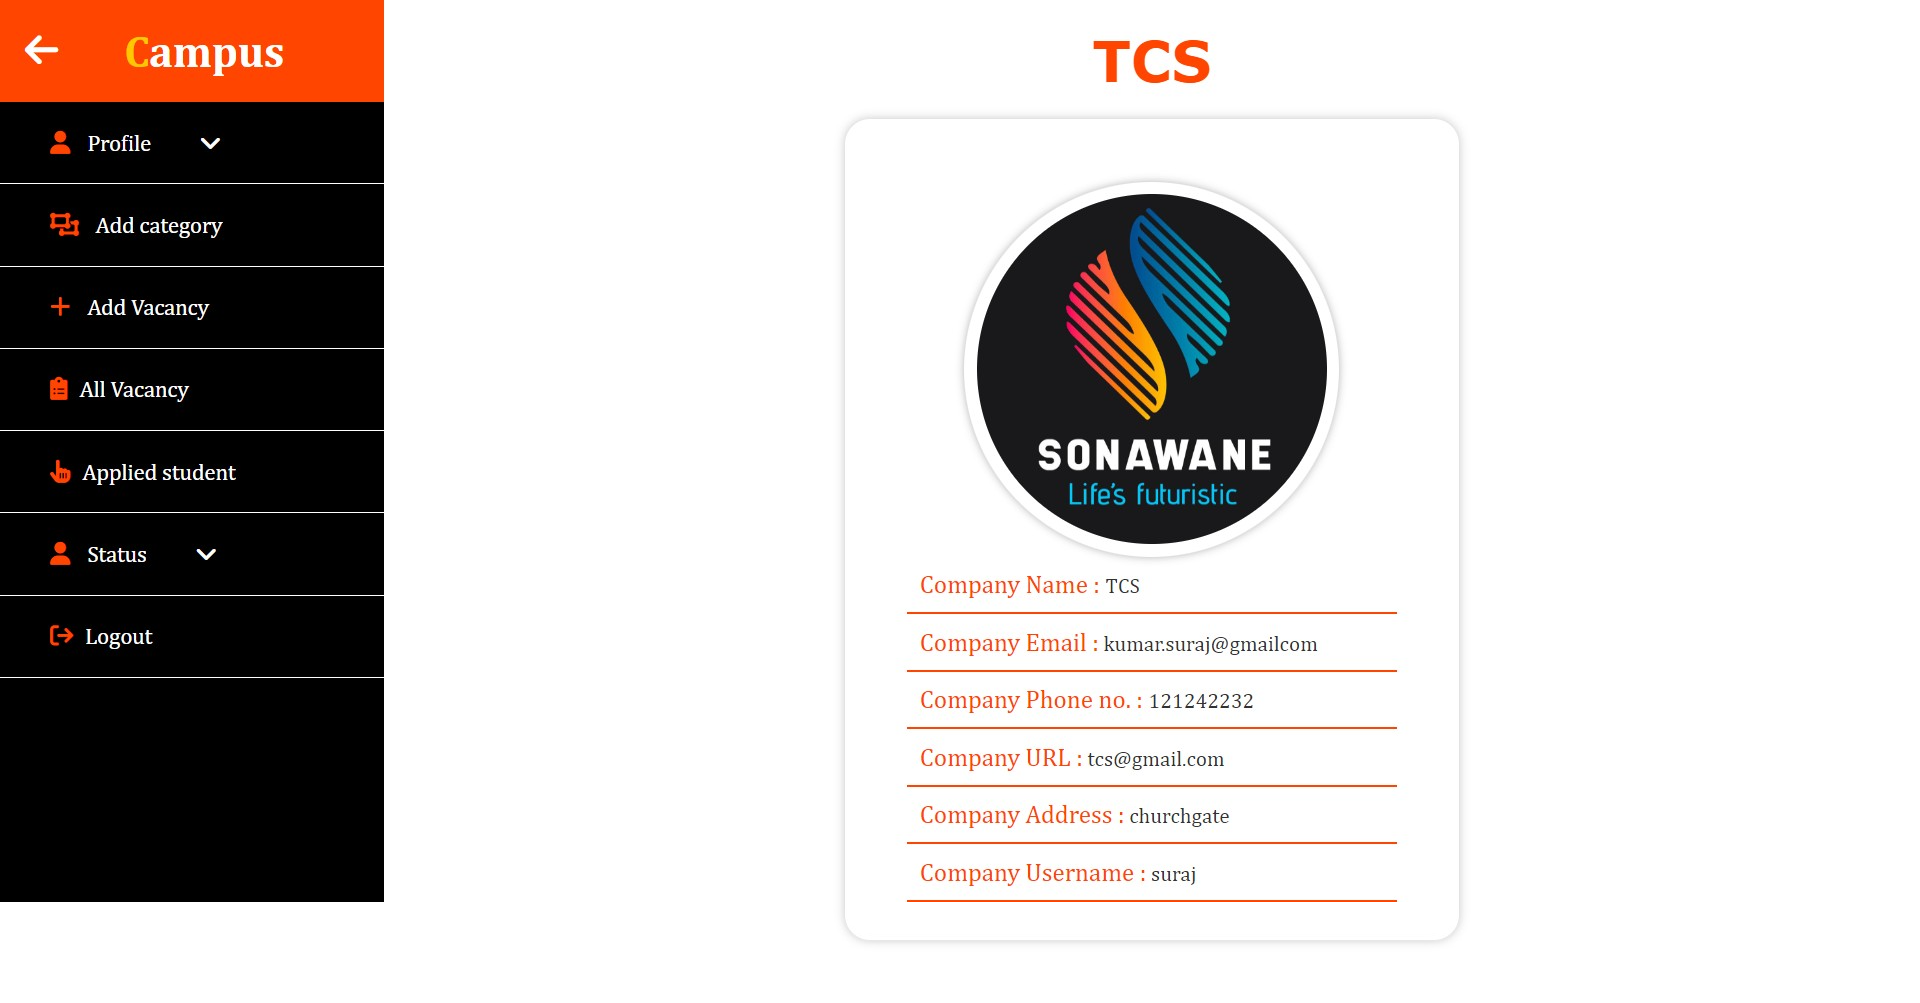 Campus
Profile
Add category
Add Vacancy
All Vacancy
Applied student
Status
Logout
TCS
SONAWANE
Life's futuristic
Company Name : TCS
Company Email : kumar.suraj@gmailcom
Company Phone no. : 121242232
Company URL : tcs@gmail.com
Company Address : churchgate
Company Username : suraj